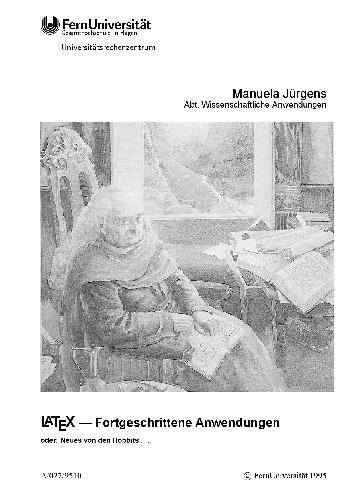 FernUniversität
Gesamthochschule in Hagen
Universitätsrechenzentrum
Manuela Jürgens
Abt. Wissenschaftliche Anwendungen
LATEX — Fortgeschrittene Anwendungen
oder: Neues von den Hobbits . . .
A/027/9510
© FernUniversität 1995